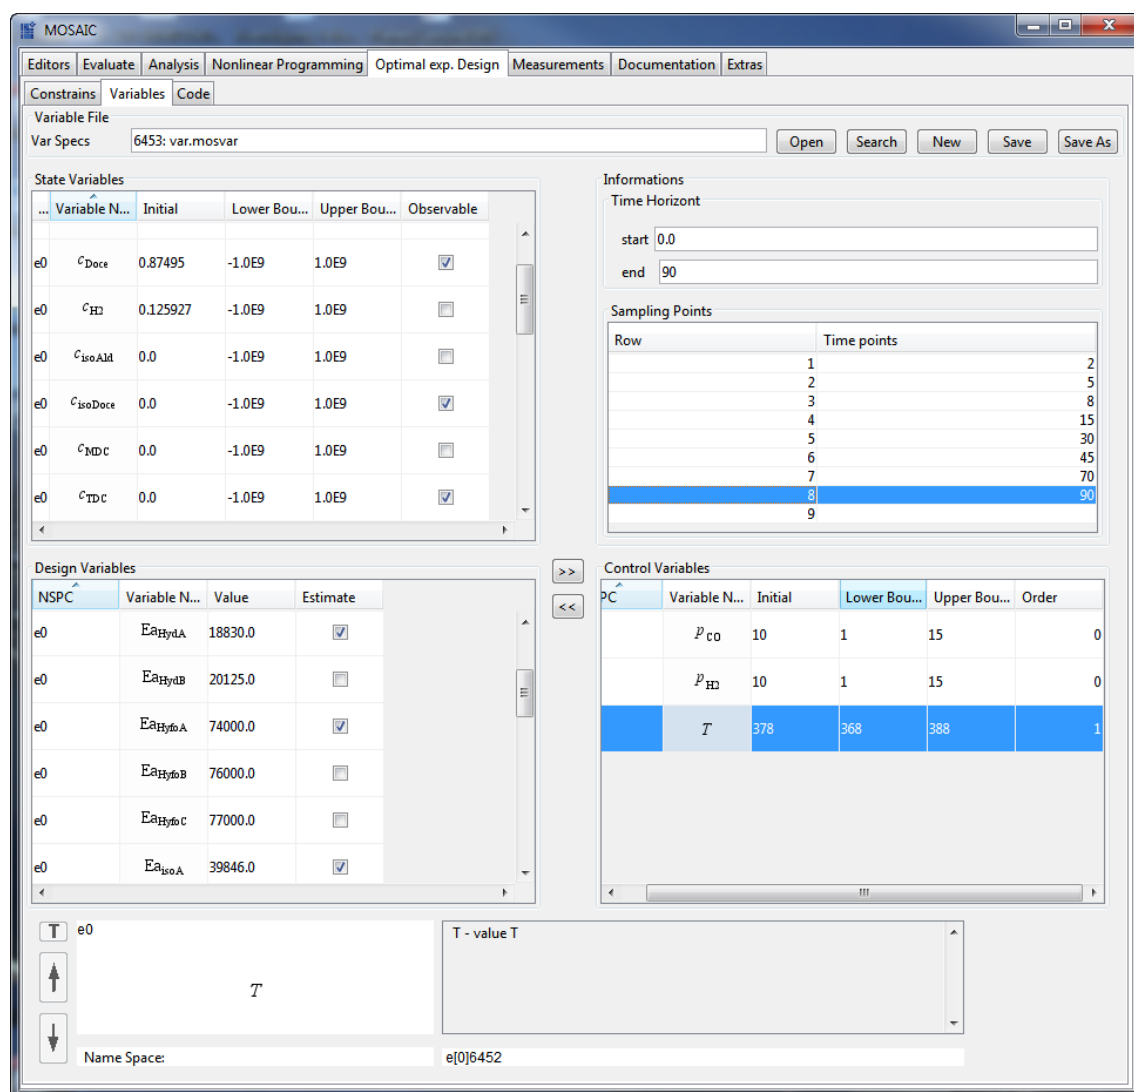 MOSAIC
Editors Evaluate Analysis Nonlinear Programming Optimal exp. Design Measurements Documentation Extras
Constrains Variables Code
Variable File
Var Specs 6453: var.mosvar Open Search New Save Save As
State Variables
... Variable N... Initial Lower Bou... Upper Bou... Observable
e0 cDoce 0.87495 -1.0E9 1.0E9
e0 cH2 0.125927 -1.0E9 1.0E9
e0 cisoAld 0.0 -1.0E9 1.0E9
e0 cisoDoce 0.0 -1.0E9 1.0E9
e0 cMDC 0.0 -1.0E9 1.0E9
e0 cTDC 0.0 -1.0E9 1.0E9
Informations
Time Horizont
start 0.0
end 90
Sampling Points
Row Time points
1 2
2 5
3 8
4 15
5 30
6 45
7 70
8 90
9
Design Variables
NSPC Variable N... Value Estimate
e0 EaHydA 18830.0
e0 EaHydB 20125.0
e0 EaHyfoA 74000.0
e0 EaHyfoB 76000.0
e0 EaHyfoC 77000.0
e0 EaisoA 39846.0
>>
<<
Control Variables
PC Variable N... Initial Lower Bou... Upper Bou... Order
pCO 10 1 15 0
pH2 10 1 15 0
T 378 368 388 1
T e0
T
T - value T
Name Space: e[0]6452